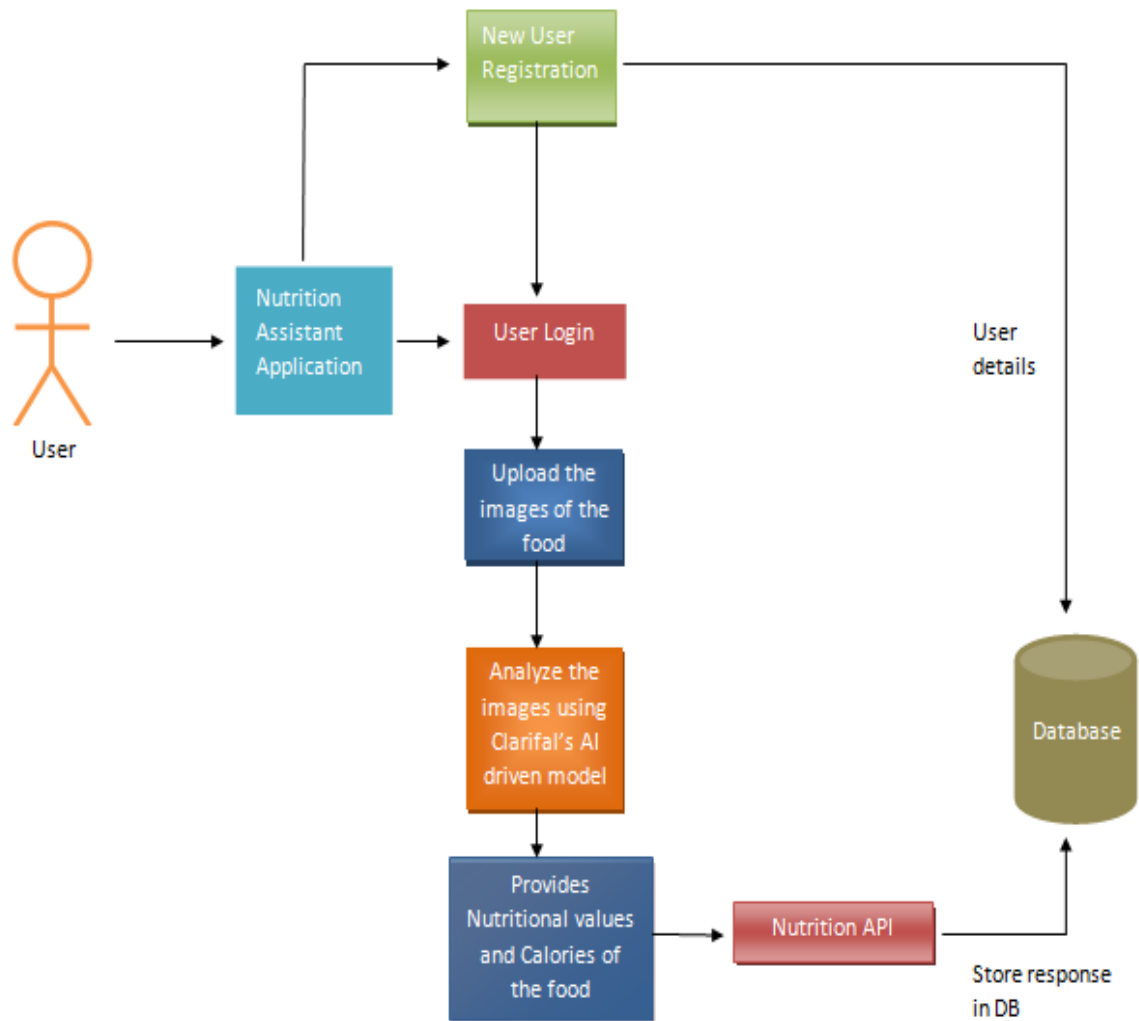 New User
Registration
Nutrition
Assistant
Application
User Login
User
details
User
Upload the
images of the
food
Analyze the
images using
Clarifal's AI
driven model
Database
Provides
Nutritional values
and Calories of
the food
Nutrition API
Store response
in DB